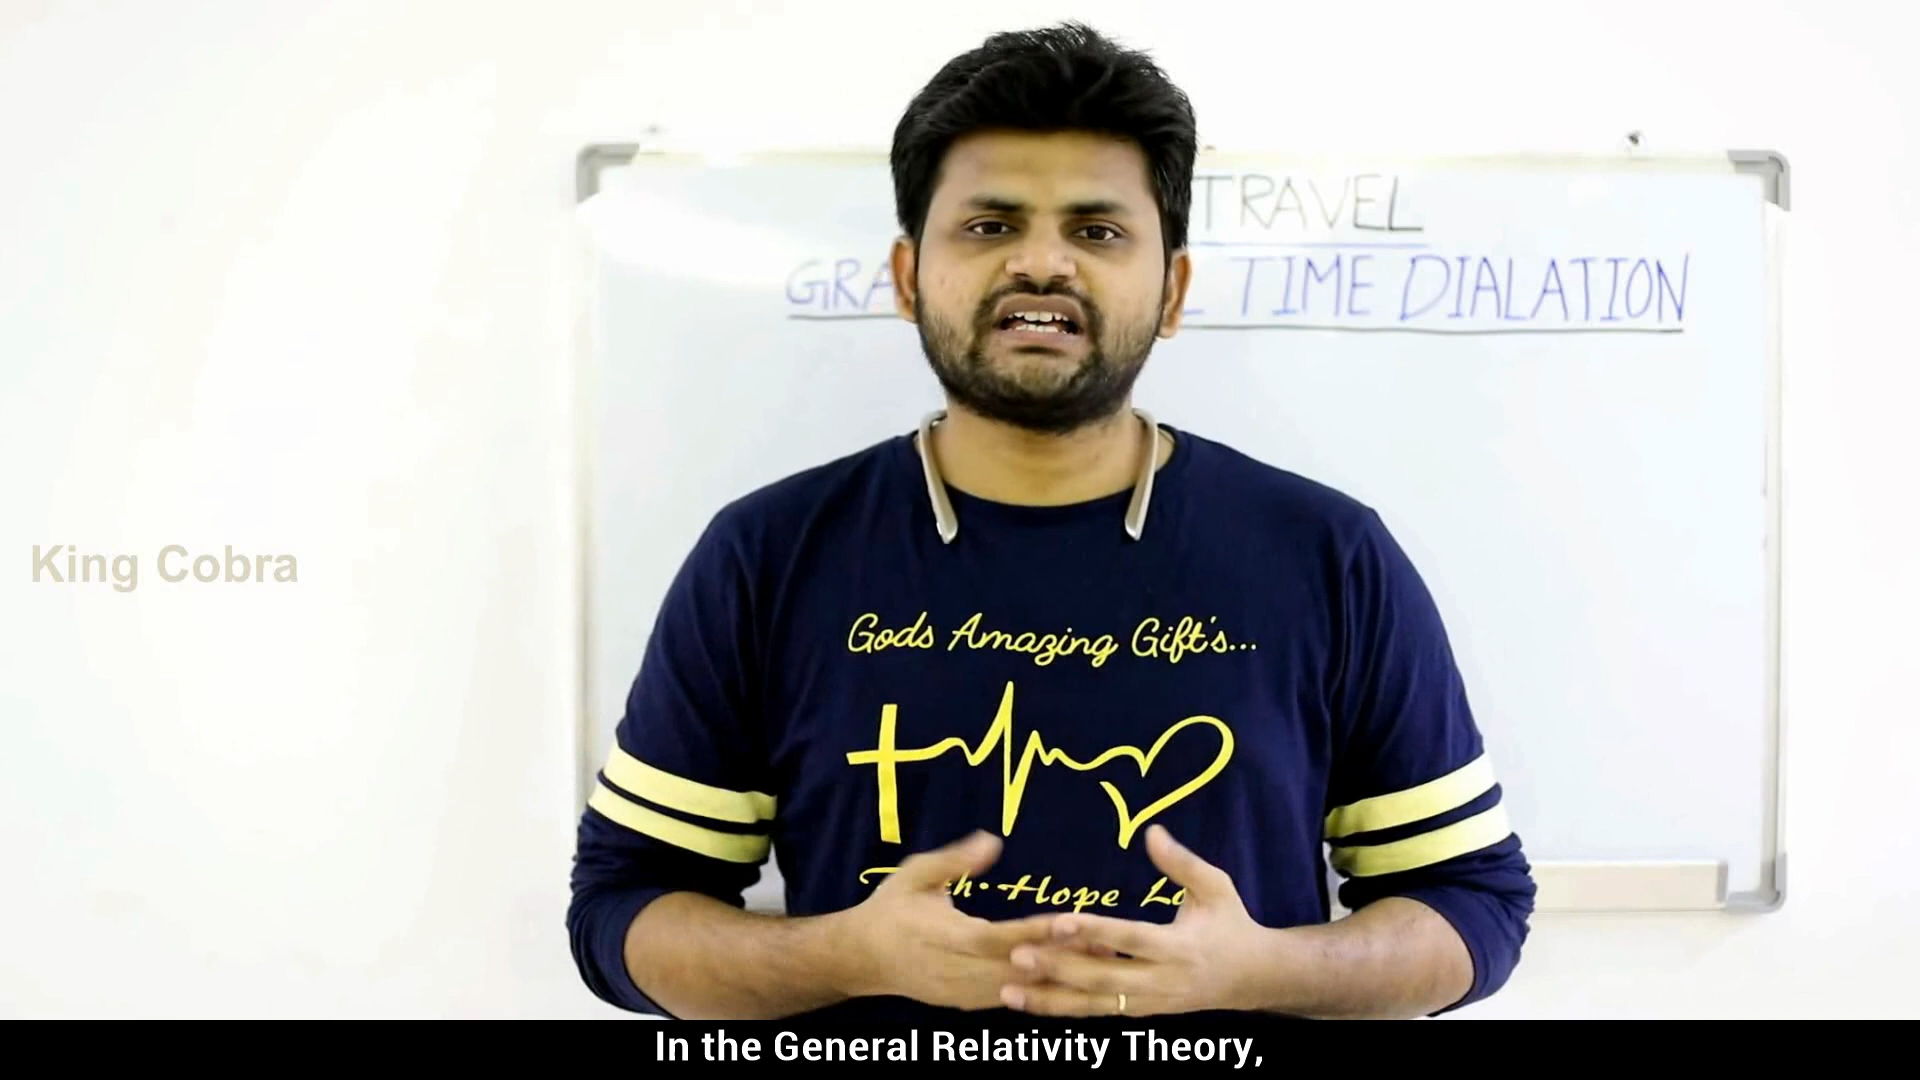 TRAVEL
TIME DIALATION
King Cobra
Gods Amazing Gift's...
Hope
In the General Relativity Theory,